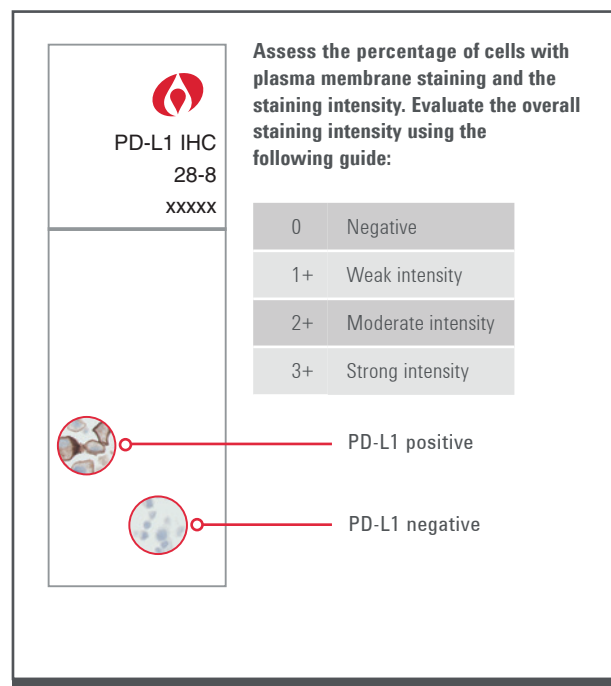 Assess the percentage of cells with
plasma membrane staining and the
staining intensity. Evaluate the overall
staining intensity using the
following guide:
PD-L1 IHC
28-8
xxxxx
0 Negative
1+ Weak intensity
2+ Moderate intensity
3+ Strong intensity
PD-L1 positive
PD-L1 negative